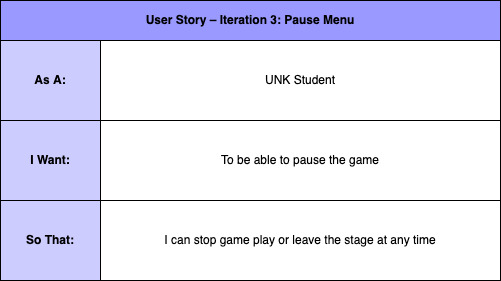 User Story – Iteration 3: Pause Menu
As A:
UNK Student
I Want:
To be able to pause the game
So That:
I can stop game play or leave the stage at any time